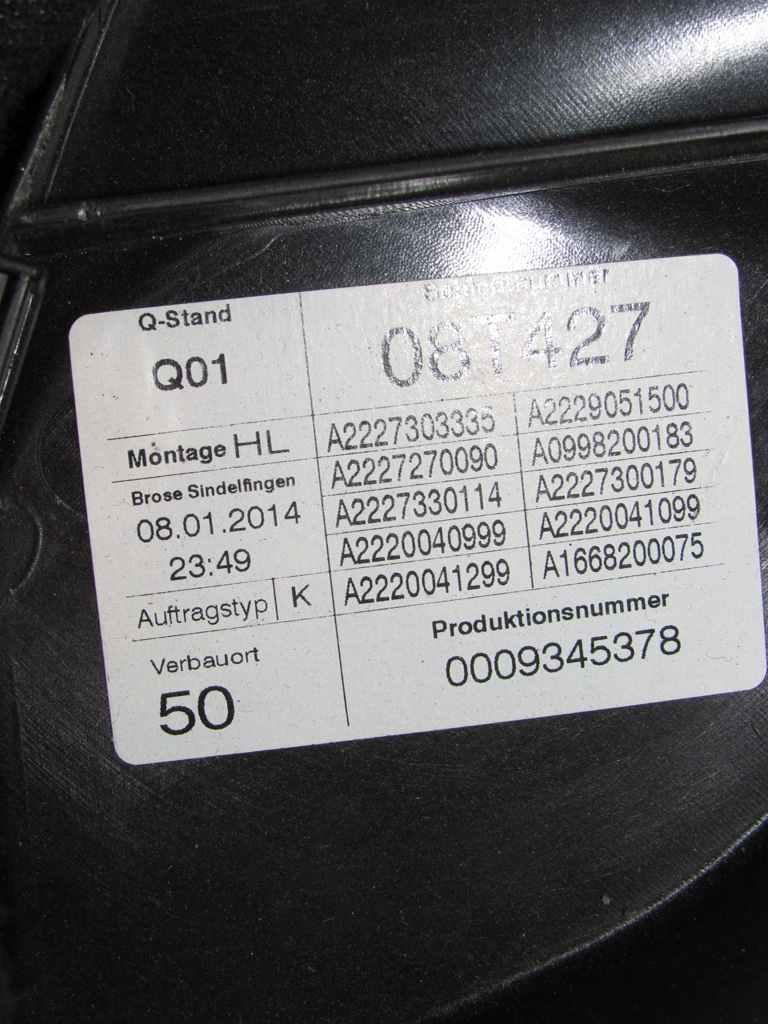 Q-Stand
Q01
08T427
Montage HL
Brose Sindelfingen
08.01.2014
23:49
Auftragstyp K
Verbauort
50
A2227303335 A2229051500
A2227270090 A0998200183
A2227330114 A2227300179
A2220040999 A2220041099
A2220041299 A1668200075
Produktionsnummer
0009345378